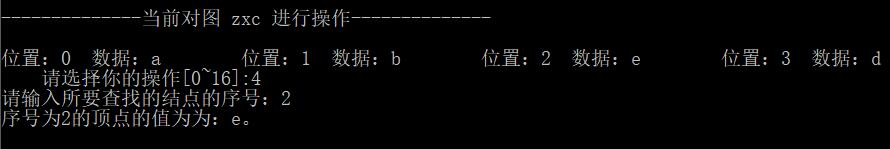 --------------当前对图 zxc 进行操作--------------
位置：0 数据：a 位置：1 数据：b 位置：2 数据：e 位置：3 数据：d
请选择你的操作[0~16]:4
请输入所要查找的结点的序号：2
序号为2的顶点的值为为：e。